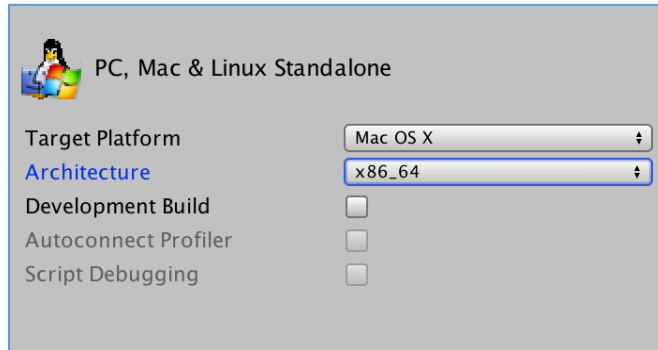 PC, Mac & Linux Standalone
Target Platform Mac OS X
Architecture x86_64
Development Build
Autoconnect Profiler
Script Debugging